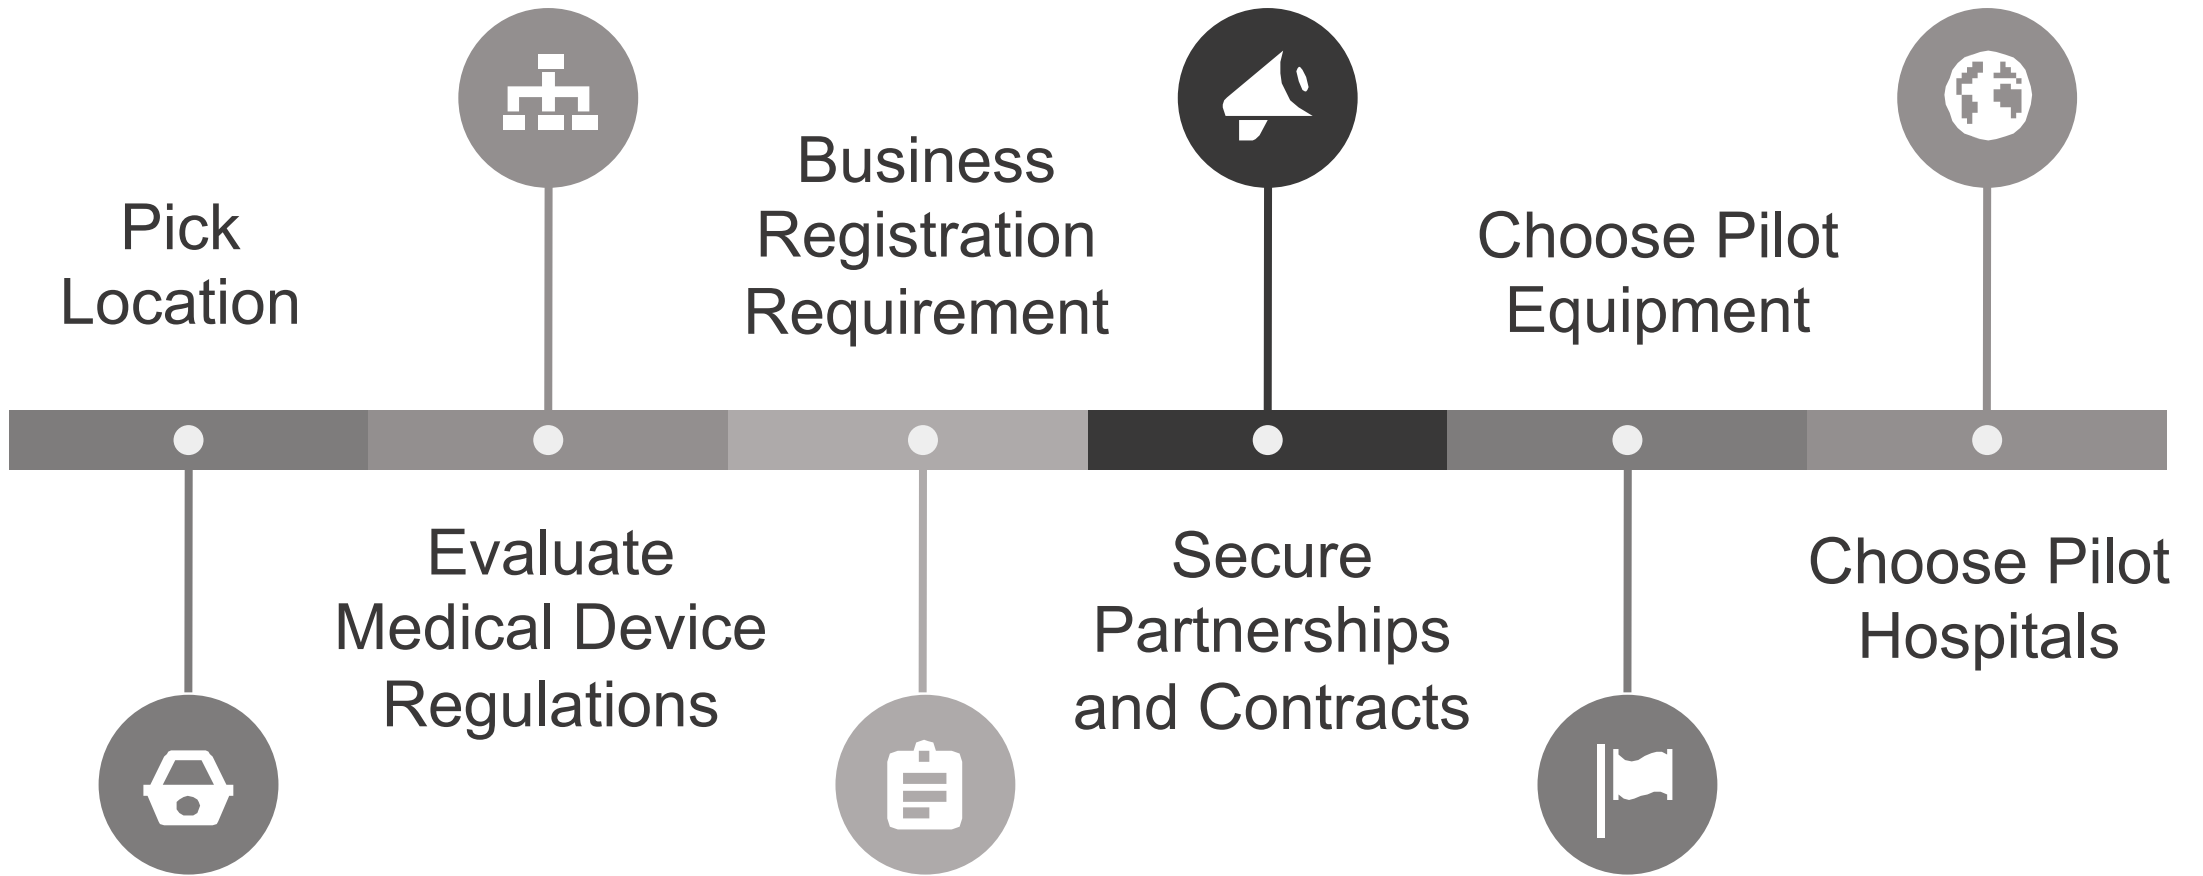 Pick
Location
Evaluate
Medical Device
Regulations
Business
Registration
Requirement
Secure
Partnerships
and Contracts
Choose Pilot
Equipment
Choose Pilot
Hospitals